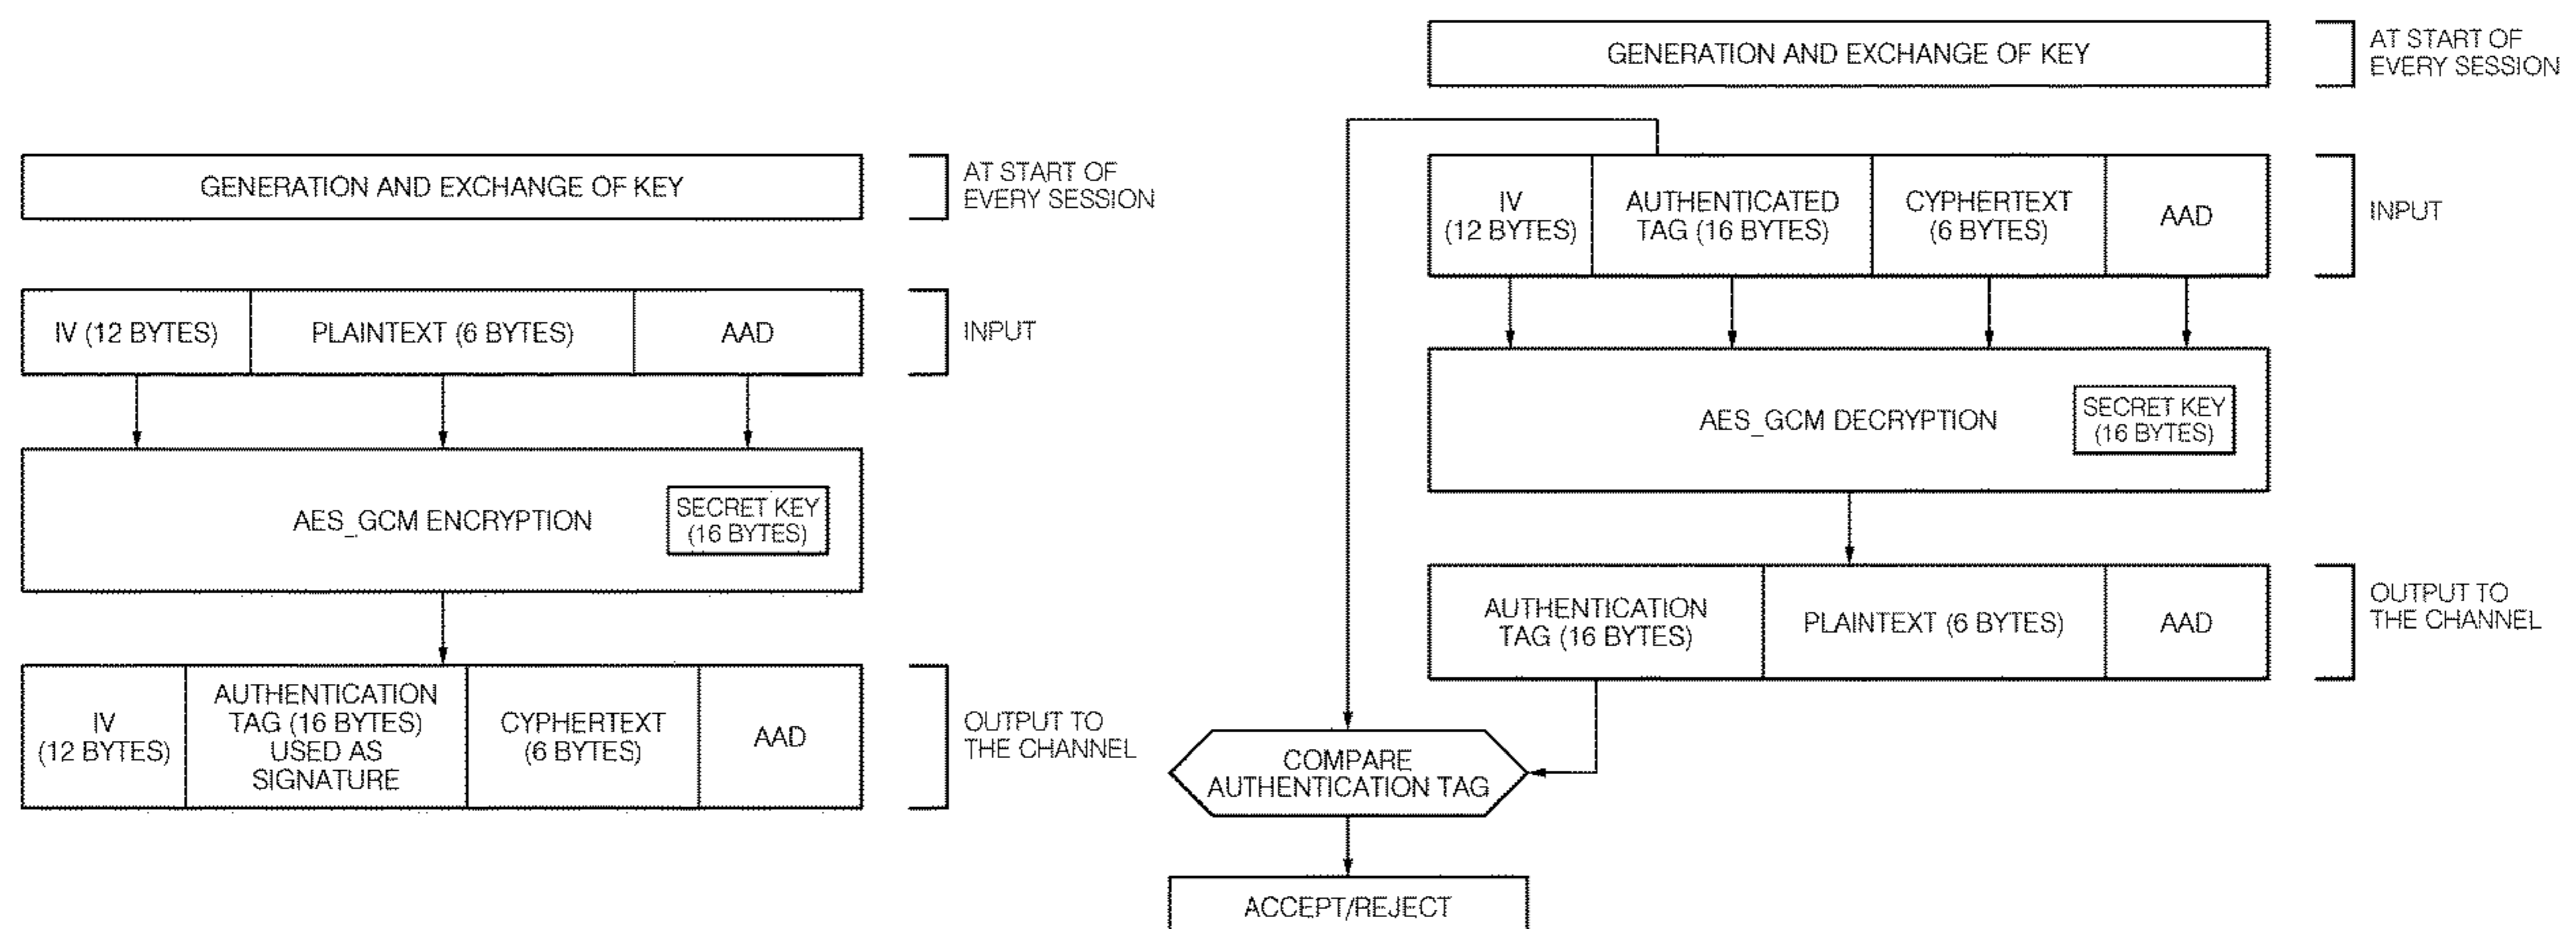 GENERATION AND EXCHANGE OF KEY
AT START OF
EVERY SESSION
IV (12 BYTES)
PLAINTEXT (6 BYTES)
AAD
INPUT
AES_GCM ENCRYPTION
SECRET KEY
(16 BYTES)
IV
(12 BYTES)
AUTHENTICATION
TAG (16 BYTES)
USED AS
SIGNATURE
CYPHERTEXT
(6 BYTES)
AAD
OUTPUT TO
THE CHANNEL
GENERATION AND EXCHANGE OF KEY
AT START OF
EVERY SESSION
IV
(12 BYTES)
AUTHENTICATED
TAG (16 BYTES)
CYPHERTEXT
(6 BYTES)
AAD
INPUT
AES_GCM DECRYPTION
SECRET KEY
(16 BYTES)
AUTHENTICATION
TAG (16 BYTES)
PLAINTEXT (6 BYTES)
AAD
OUTPUT TO
THE CHANNEL
COMPARE
AUTHENTICATION TAG
ACCEPT/REJECT